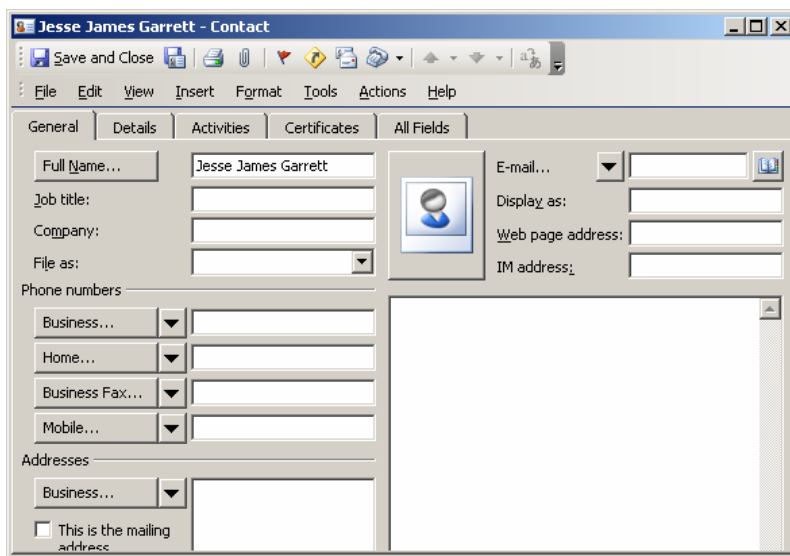 Jesse James Garrett - Contact
Save and Close
File Edit View Insert Format Tools Actions Help
General Details Activities Certificates All Fields
Full Name... Jesse James Garrett
Job title:
Company:
File as:
E-mail...
Display as:
Web page address:
IM address:
Phone numbers
Business...
Home...
Business Fax...
Mobile...
Addresses
Business...
This is the mailing
address